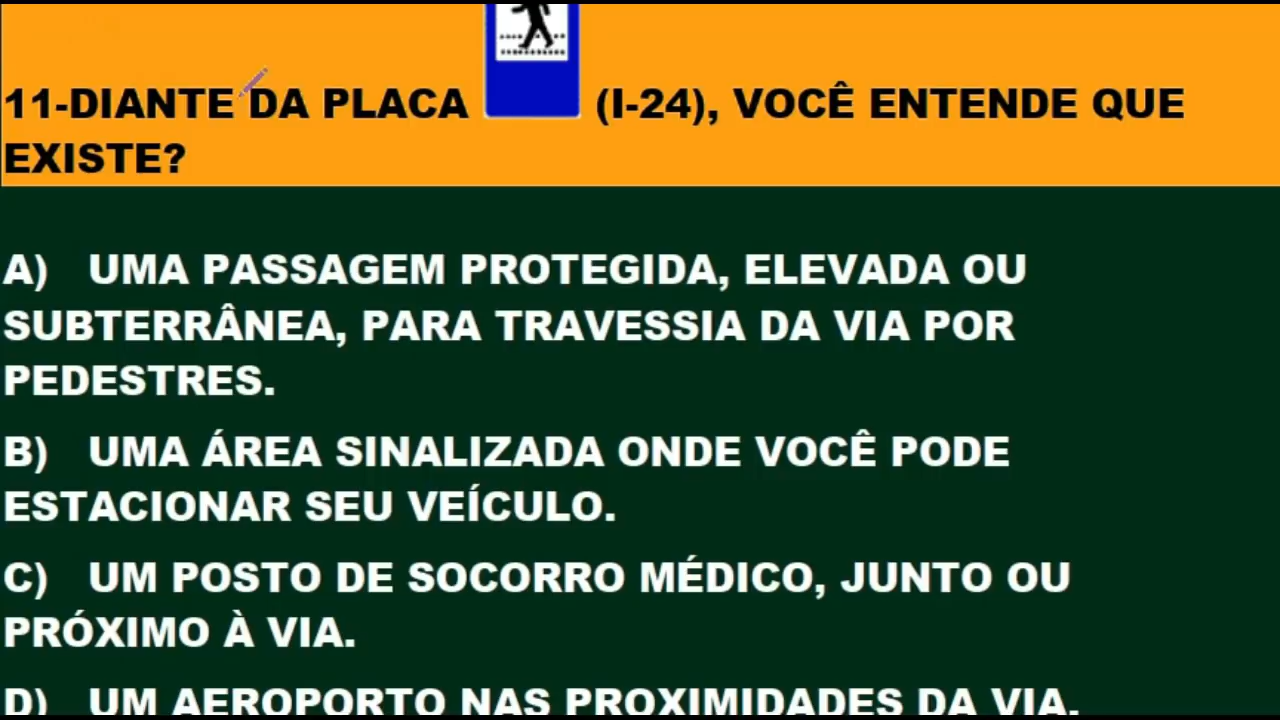 11-DIANTE DA PLACA (I-24), VOCÊ ENTENDE QUE
EXISTE?
A) UMA PASSAGEM PROTEGIDA, ELEVADA OU
SUBTERRÂNEA, PARA TRAVESSIA DA VIA POR
PEDESTRES.
B) UMA ÁREA SINALIZADA ONDE VOCÊ PODE
ESTACIONAR SEU VEÍCULO.
C) UM POSTO DE SOCORRO MÉDICO, JUNTO OU
PRÓXIMO À VIA.
D) UM AEROPORTO NAS PROXIMIDADES DA VIA.